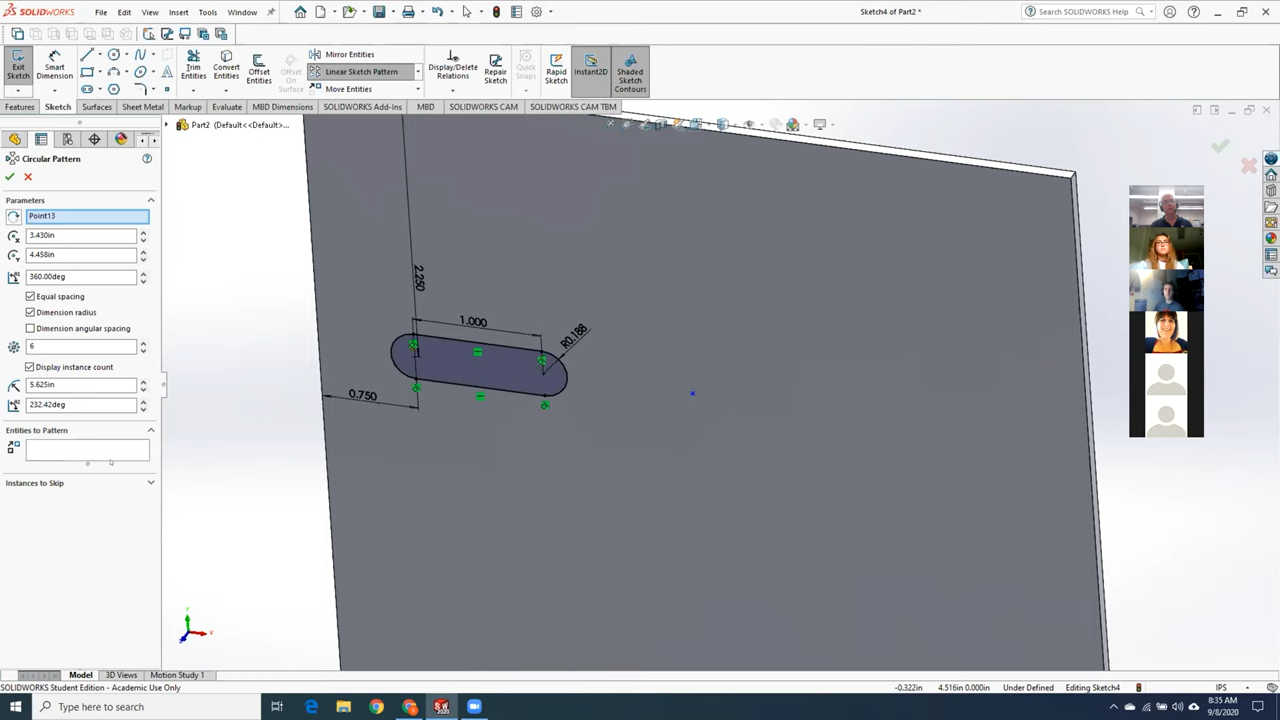 SOLIDWORKS
File
Edit
View
Insert
Tools
Window
Sketch4 of Part2 *
Search SOLIDWORKS Help
Exit Sketch
Smart Dimension
Trim Entities
Convert Entities
Offset Entities
Offset On Surface
Mirror Entities
Linear Sketch Pattern
Move Entities
Display/Delete Relations
Repair Sketch
Quick Snaps
Rapid Sketch
Instant2D
Shaded Sketch Contours
Features
Sketch
Surfaces
Sheet Metal
Markup
Evaluate
MBD Dimensions
SOLIDWORKS Add-Ins
MBD
SOLIDWORKS CAM
SOLIDWORKS CAM TBM
Part2 (Default<<Default>...
Circular Pattern
Parameters
Point13
3.430in
4.458in
360.00deg
Equal spacing
Dimension radius
Dimension angular spacing
6
Display instance count
5.625in
232.42deg
Entities to Pattern
Instances to Skip
2.250
1.000
R0.188
0.750
Y
X
Z
Model
3D Views
Motion Study 1
SOLIDWORKS Student Edition - Academic Use Only
-0.322in
4.516in 0.000in
Under Defined
Editing Sketch4
IPS
Type here to search
8:35 AM
9/8/2020